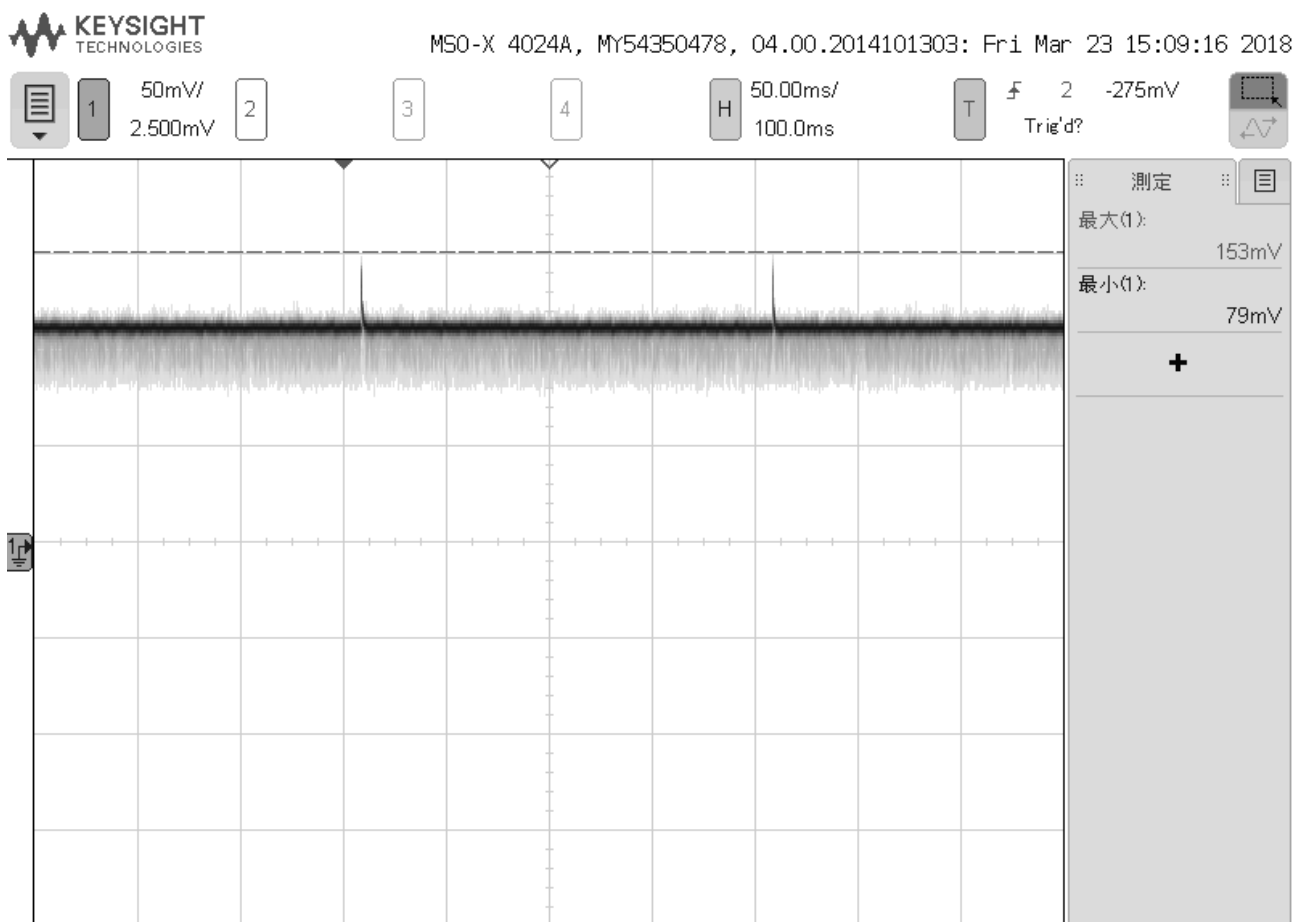 KEYSIGHT
TECHNOLOGIES
MSO-X 4024A, MY54350478, 04.00.2014101303: Fri Mar 23 15:09:16 2018
1 50mV/ 2 3 4 H 50.00ms/ T 2 -275mV
2.500mV 100.0ms Trig'd?
測定
最大(1):
153mV
最小(1):
79mV
+
1